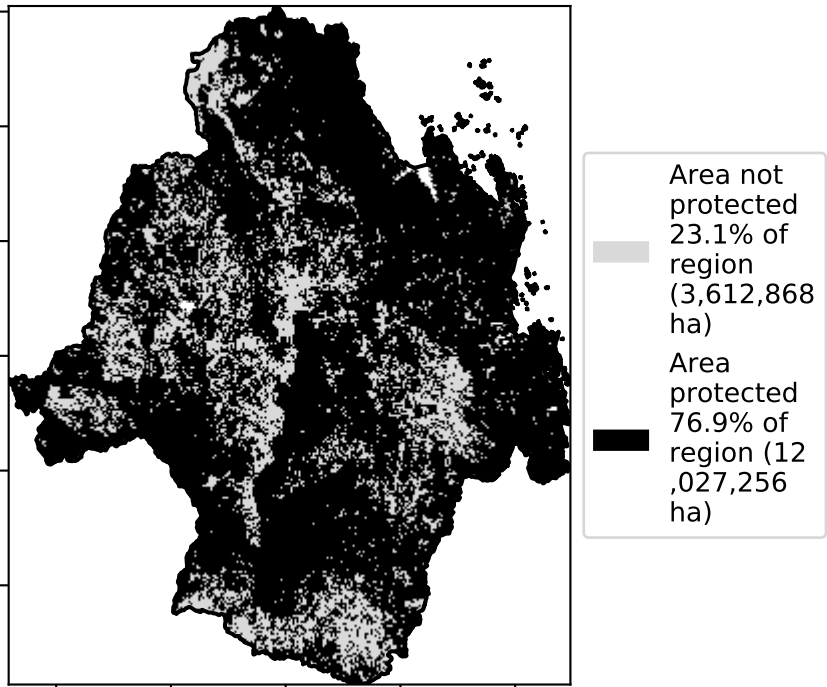 Area not
protected
23.1% of
region
(3,612,868
ha)
Area
protected
76.9% of
region (12
,027,256
ha)